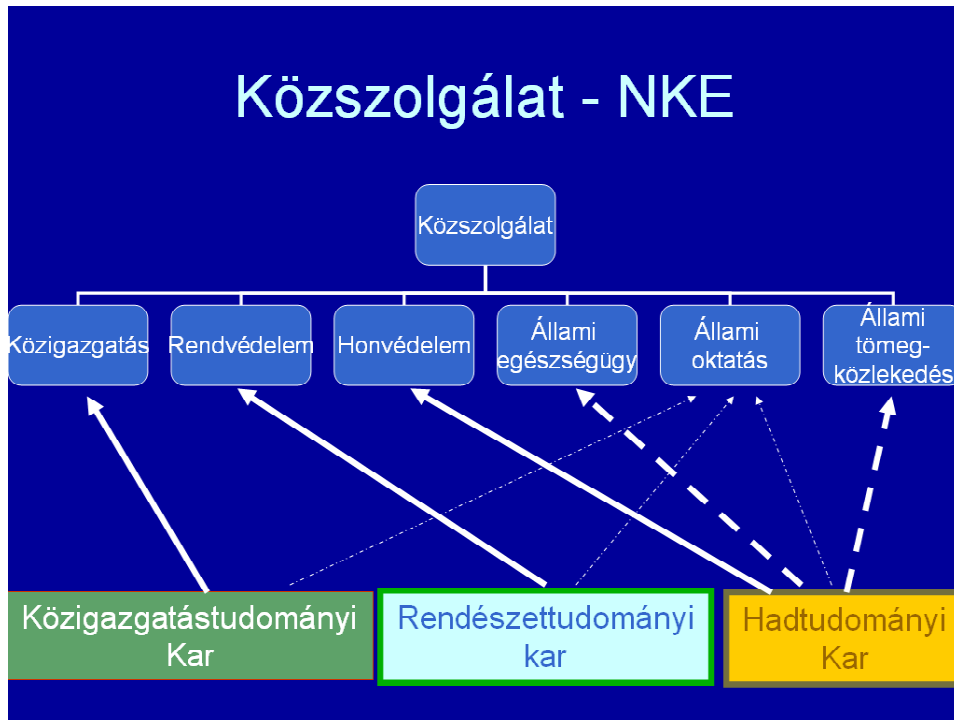 Közszolgálat - NKE
Közszolgálat
Közigazgatás
Rendvédelem
Honvédelem
Állami
egészségügy
Állami
oktatás
Állami
tömeg-
közlekedés
Közigazgatástudományi
Kar
Rendészettudományi
kar
Hadtudományi
Kar